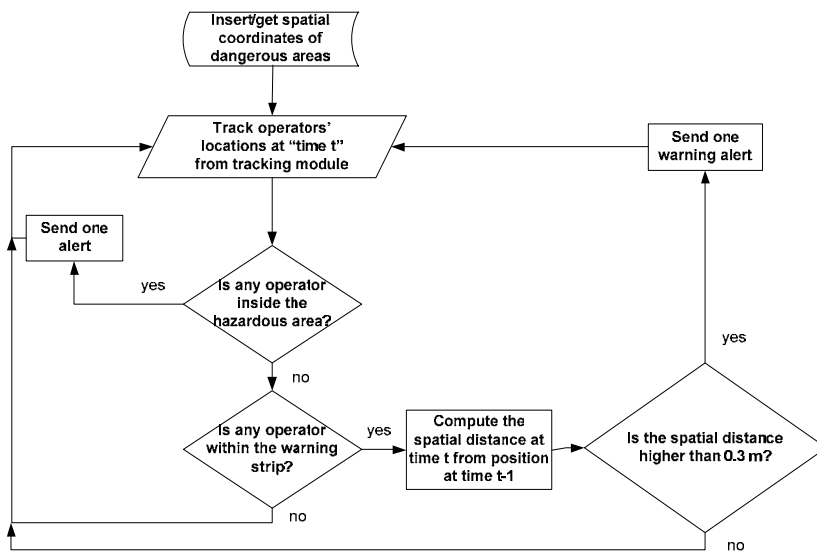 Insert/get spatial
coordinates of
dangerous areas
Track operators'
locations at “time t”
from tracking module
Send one
warning alert
Send one
alert
yes
Is any operator
inside the
hazardous area?
no
yes
Is any operator
within the warning
strip?
yes
Compute the
spatial distance at
time t from position
at time t-1
Is the spatial distance
higher than 0.3 m?
no
no